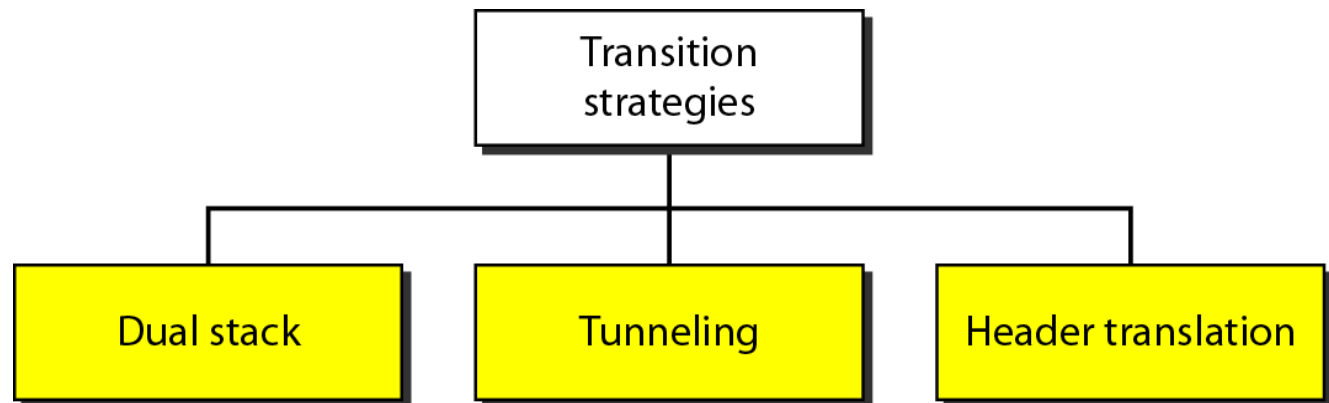 Transition
strategies
Dual stack
Tunneling
Header translation